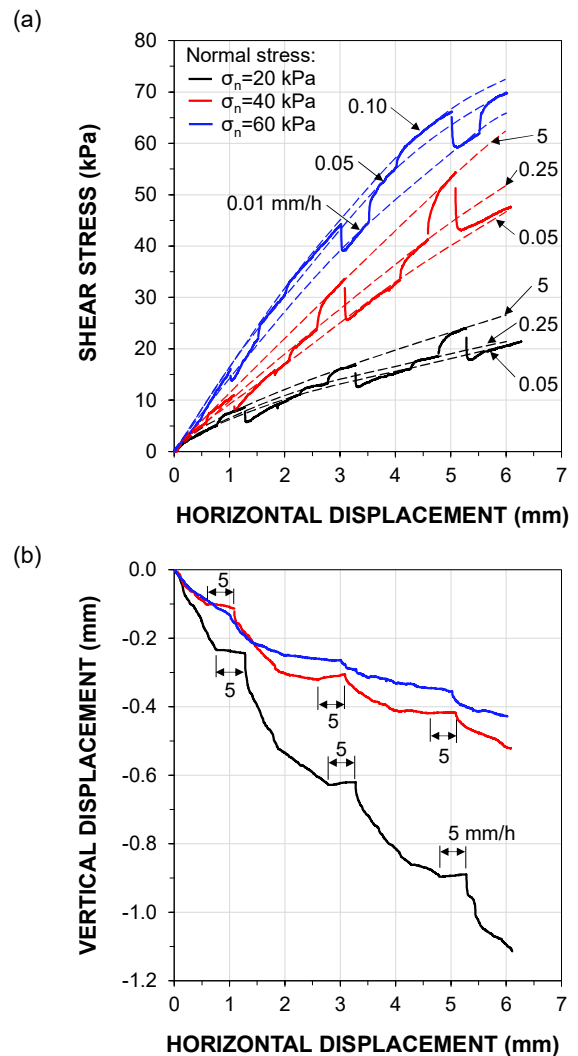 (a)
Normal stress:
σn=20 kPa
σn=40 kPa
σn=60 kPa
0.10
0.05
0.01 mm/h
5
0.25
0.05
5
0.25
0.05
80
70
60
50
40
30
20
10
0
0 1 2 3 4 5 6 7
SHEAR STRESS (kPa)
HORIZONTAL DISPLACEMENT (mm)
(b)
0.0
-0.2
-0.4
-0.6
-0.8
-1.0
-1.2
5
5
5
5
5
5 mm/h
0 1 2 3 4 5 6 7
VERTICAL DISPLACEMENT (mm)
HORIZONTAL DISPLACEMENT (mm)